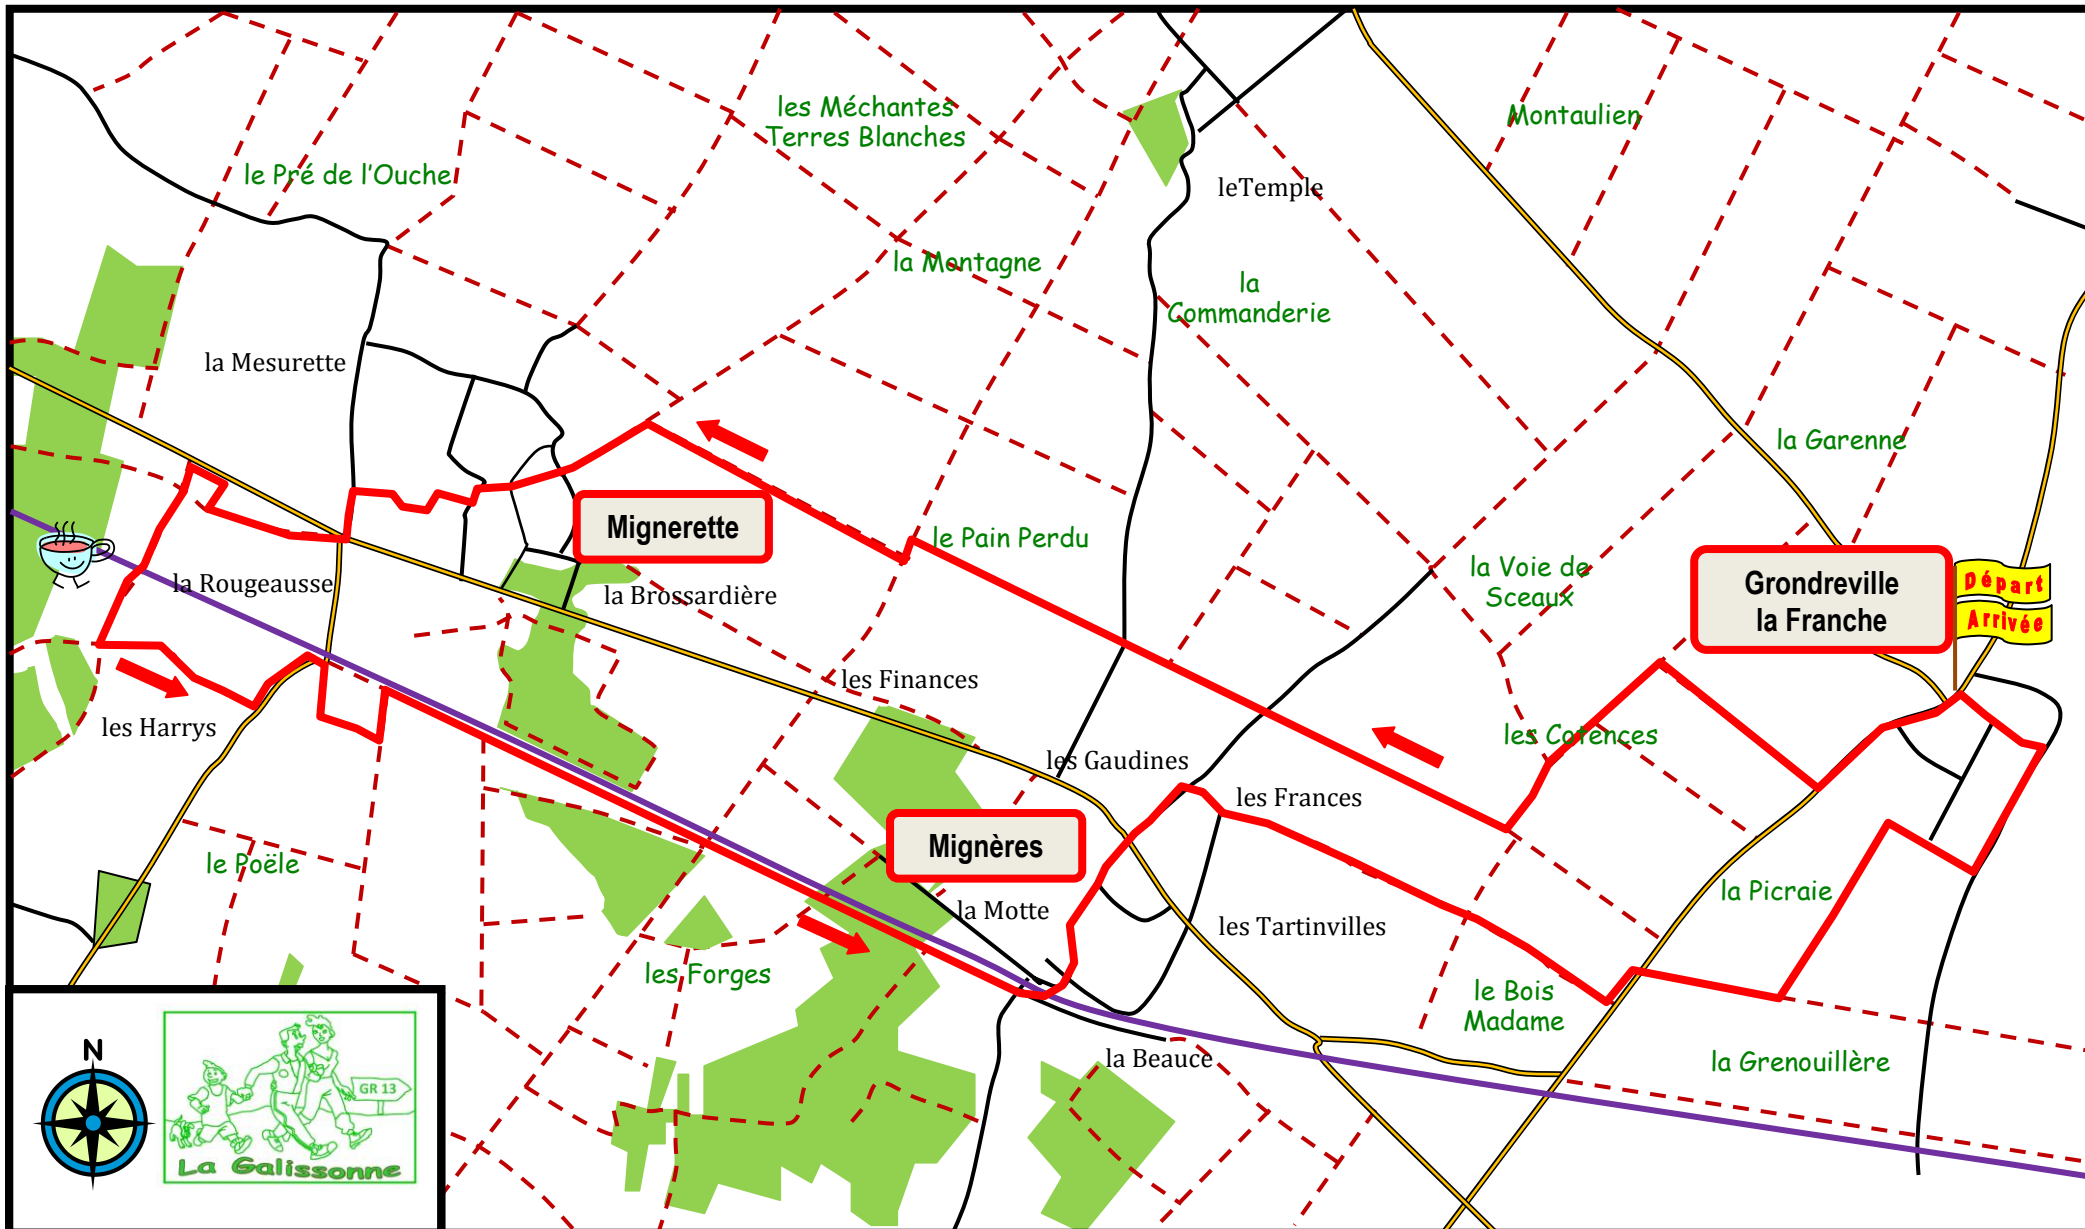 les Méchantes
Terres Blanches
Montaulien
le Pré de l'Ouche
leTemple
la Montagne
la
Commanderie
la Mesurette
la Garenne
Mignerette
le Pain Perdu
la Voie de
Sceaux
Grondreville
la Franche
Départ
Arrivée
la Rougeausse
la Brossardière
les Finances
les Harrys
les Gaudines
les Cotences
les Frances
Mignères
le Poële
la Picraie
la Motte
les Tartinvilles
les Forges
le Bois
Madame
la Beauce
la Grenouillère
N
GR 13
La Galissonne